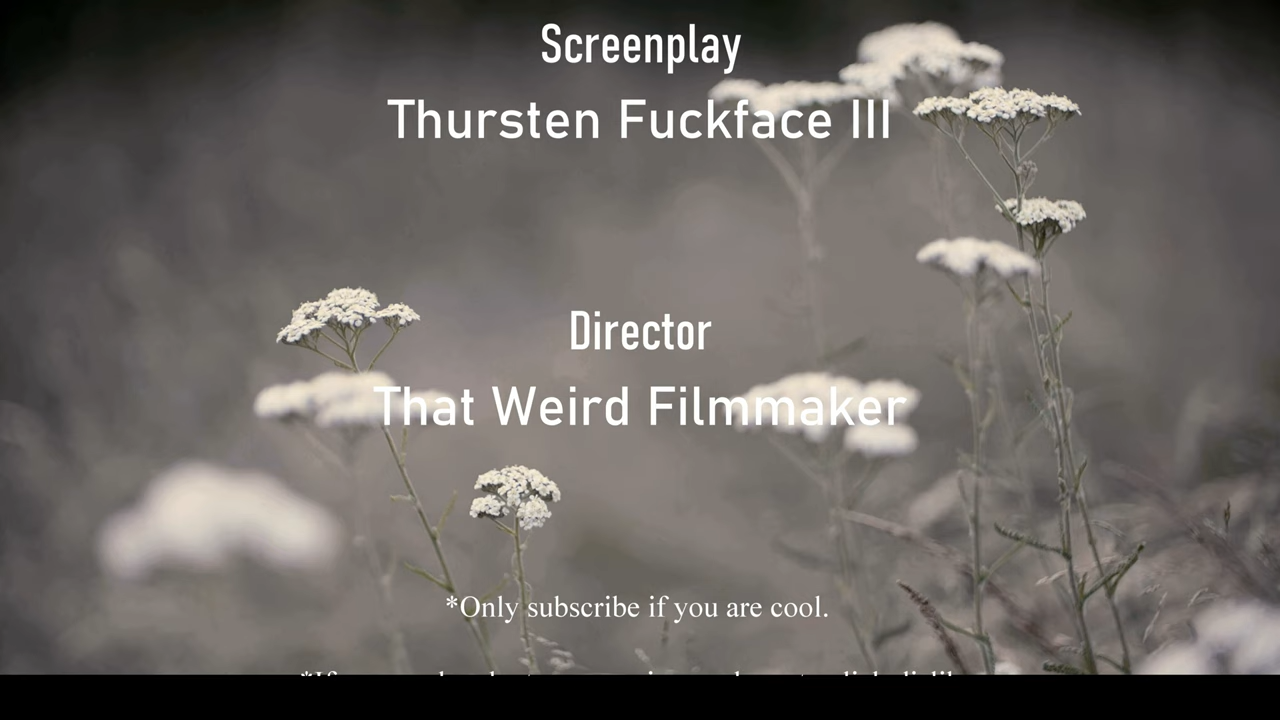 Screenplay
Thursten Fuckface III
Director
That Weird Filmmaker
*Only subscribe if you are cool.